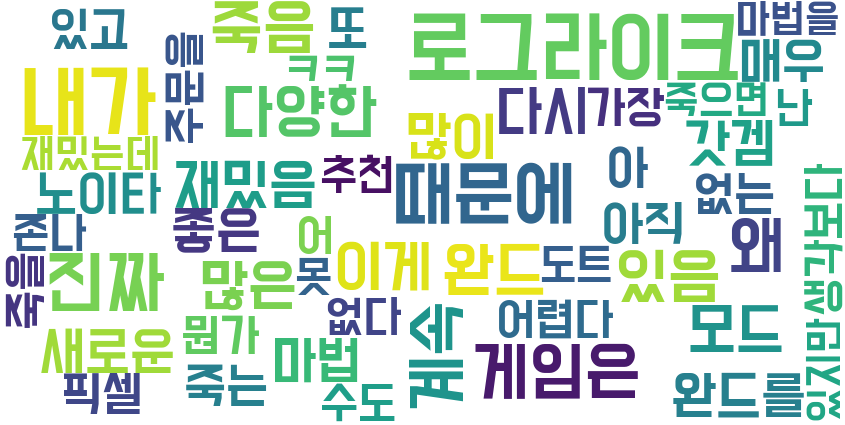 있고
죽음
또
로그라이크
마법을
내가
주문을
ㅋㅋ
매우
다양한
많이
다시
가장
죽으면
난
재밌는데
갓겜
노이타
재밌음
추천
때문에
아
없는
존나
좋은
어
아직
왜
생각보다
죽을
진짜
많은
못
이게
완드
도트
있음
새로운
뭔가
없다
계속
어렵다
모드
있지만
마법
게임은
픽셀
죽는
수도
완드를